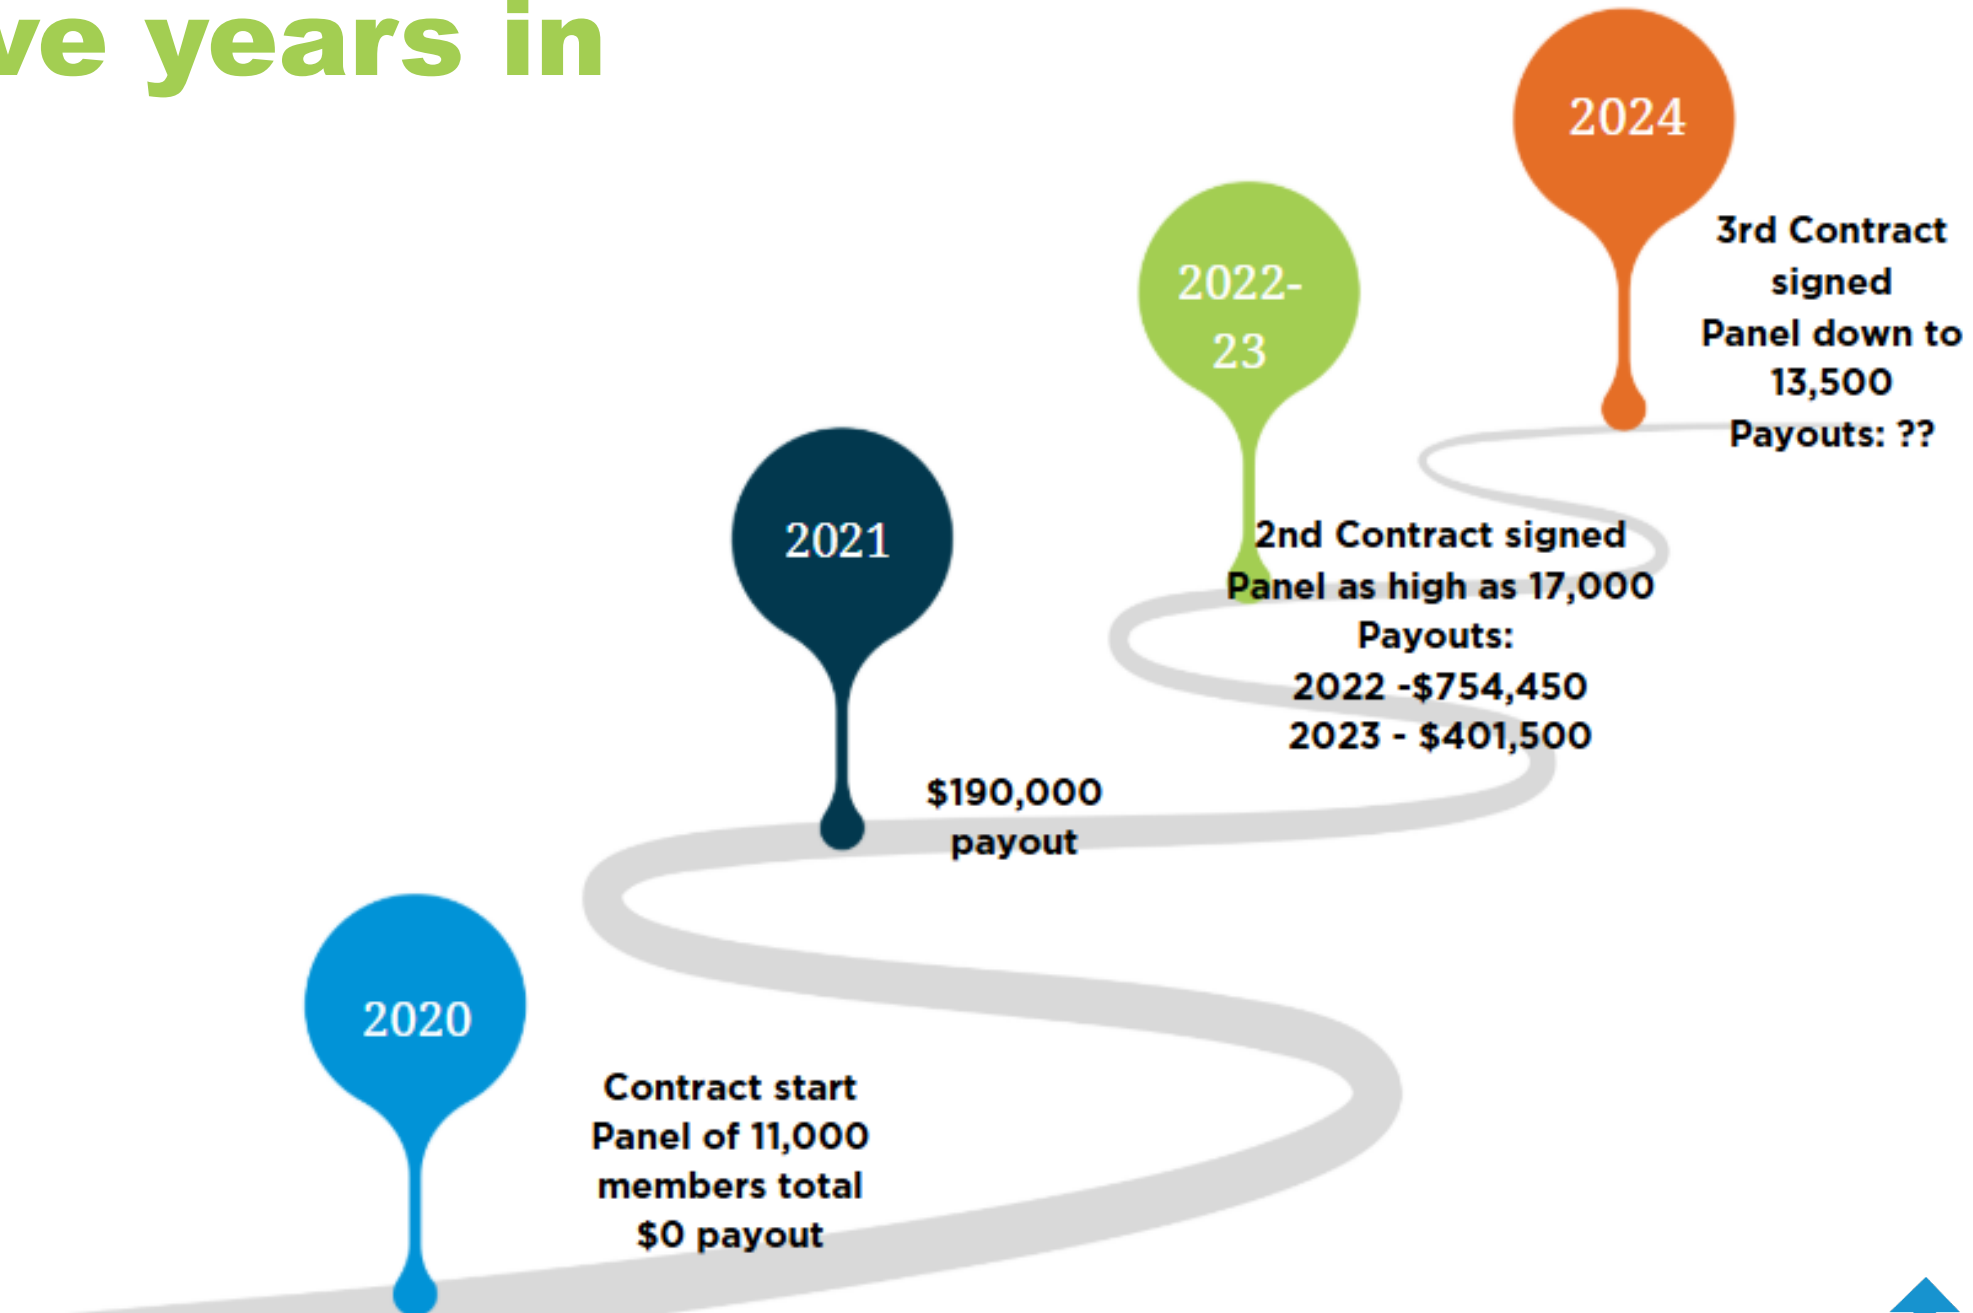 ve years in
2024
3rd Contract
signed
Panel down to
13,500
Payouts: ??
2022-
23
2nd Contract signed
Panel as high as 17,000
Payouts:
2022 -$754,450
2023 - $401,500
2021
$190,000
payout
2020
Contract start
Panel of 11,000
members total
$0 payout